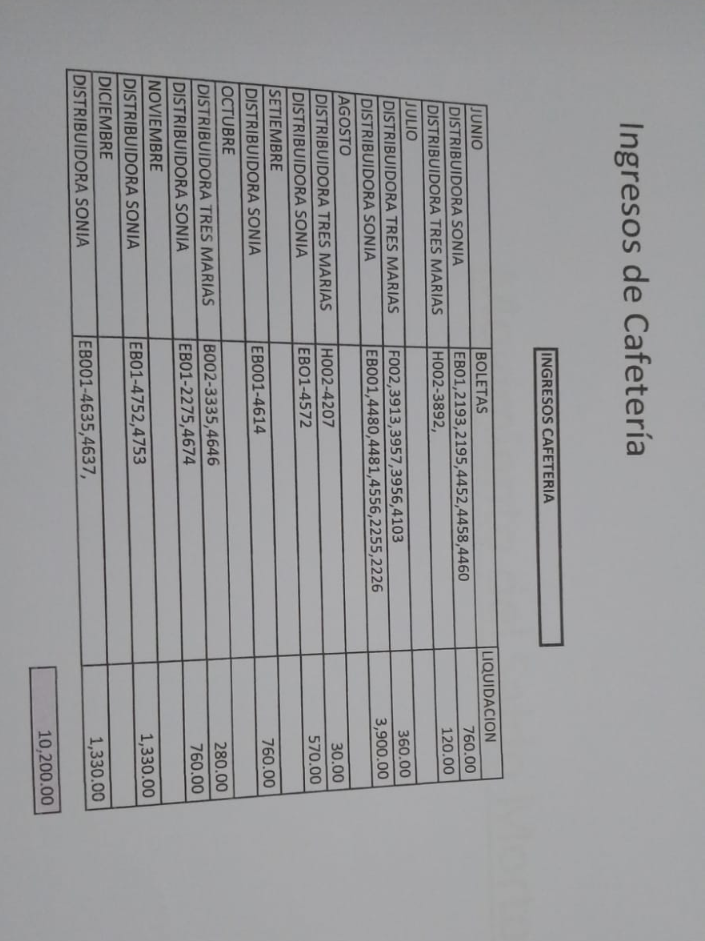 Ingresos de Cafetería
INGRESOS CAFETERIA
JUNIO BOLETAS LIQUIDACION
DISTRIBUIDORA SONIA EB01,2193,2195,4452,4458,4460 760.00
DISTRIBUIDORA TRES MARIAS H002-3892, 120.00
JULIO
DISTRIBUIDORA TRES MARIAS F002,3913,3957,3956,4103 360.00
DISTRIBUIDORA SONIA EB001,4480,4481,4556,2255,2226 3,900.00
AGOSTO
DISTRIBUIDORA TRES MARIAS H002-4207 30.00
DISTRIBUIDORA SONIA EBO1-4572 570.00
SETIEMBRE
DISTRIBUIDORA SONIA EB001-4614 760.00
OCTUBRE
DISTRIBUIDORA TRES MARIAS B002-3335,4646 280.00
DISTRIBUIDORA SONIA EB01-2275,4674 760.00
NOVIEMBRE
DISTRIBUIDORA SONIA EB01-4752,4753 1,330.00
DICIEMBRE
DISTRIBUIDORA SONIA EB001-4635,4637, 1,330.00
10,200.00